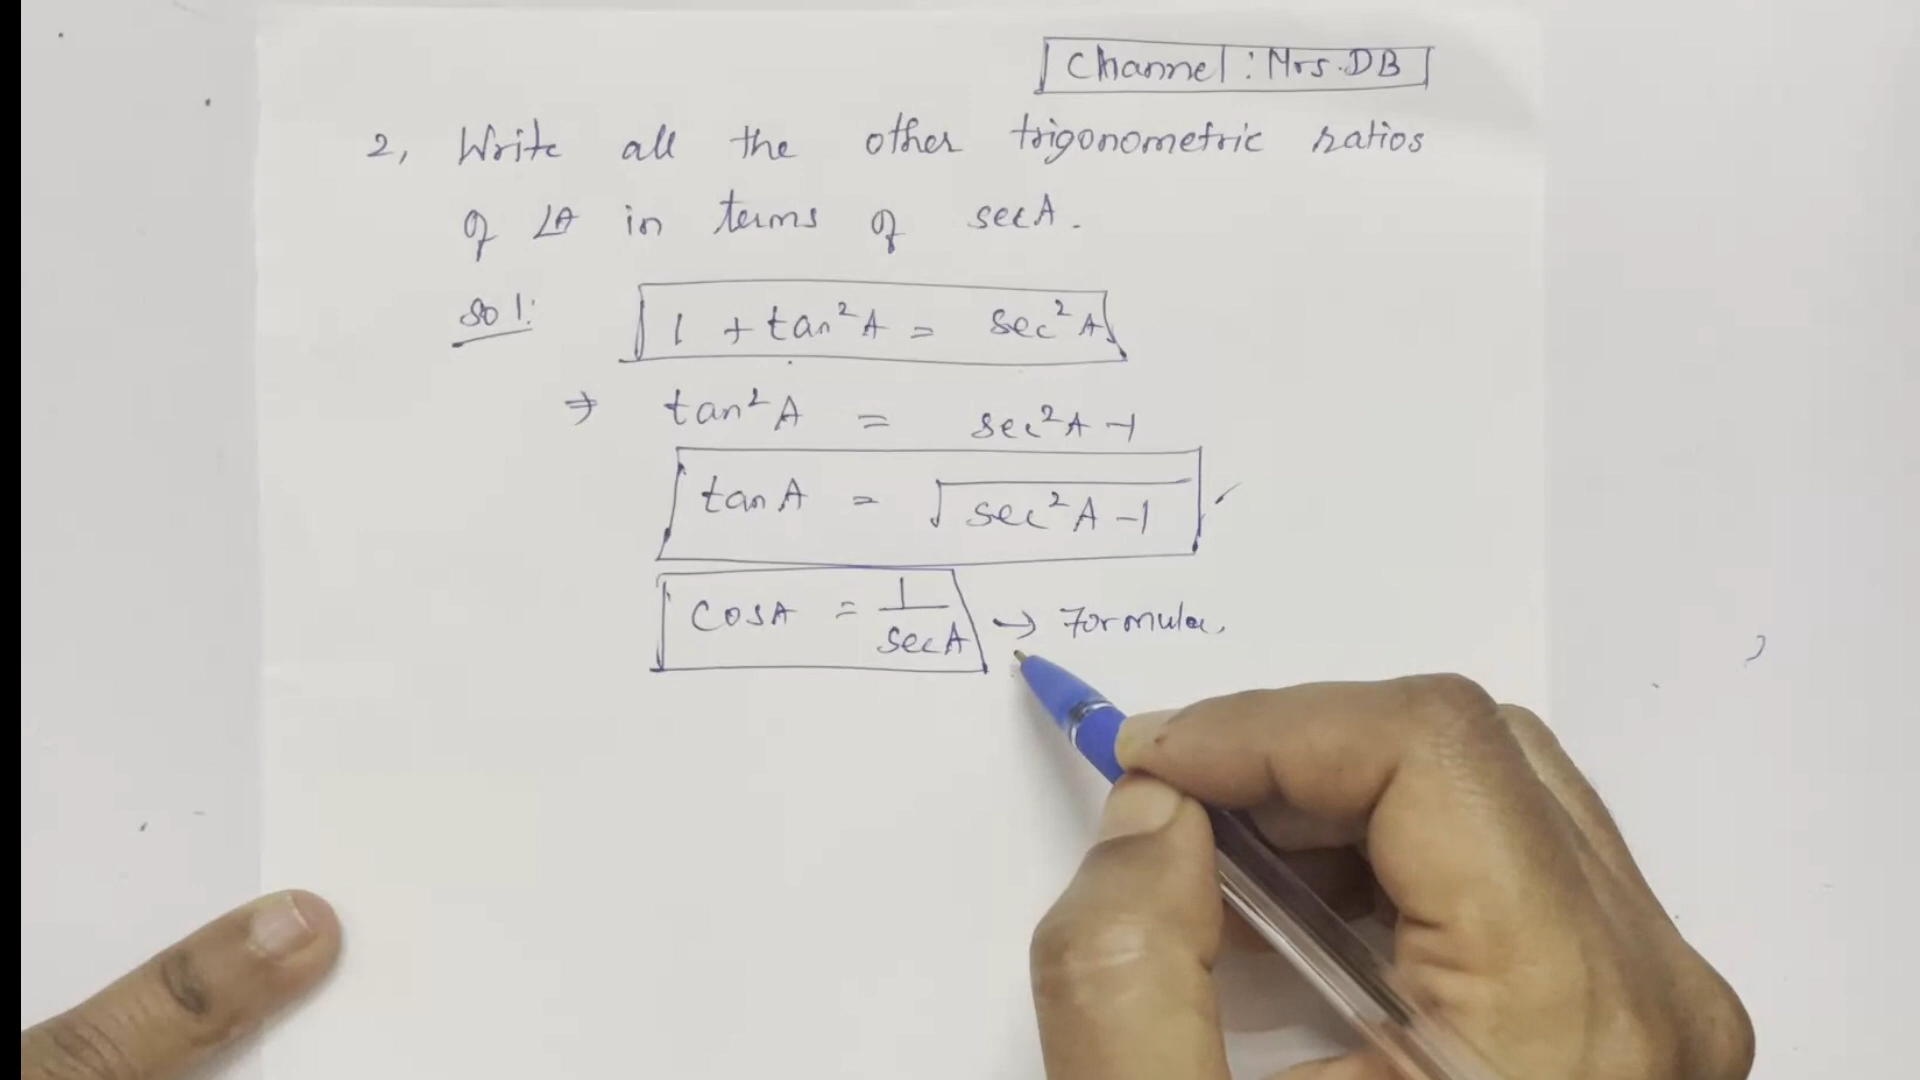 Channel: Mrs.DB
2, Write all the other trigonometric ratios
of ∠A in terms of secA.
Sol:
1 + tan²A = sec²A
⇒ tan²A = sec²A -1
tanA = √sec²A -1 ✓
CosA = 1/secA → Formula,